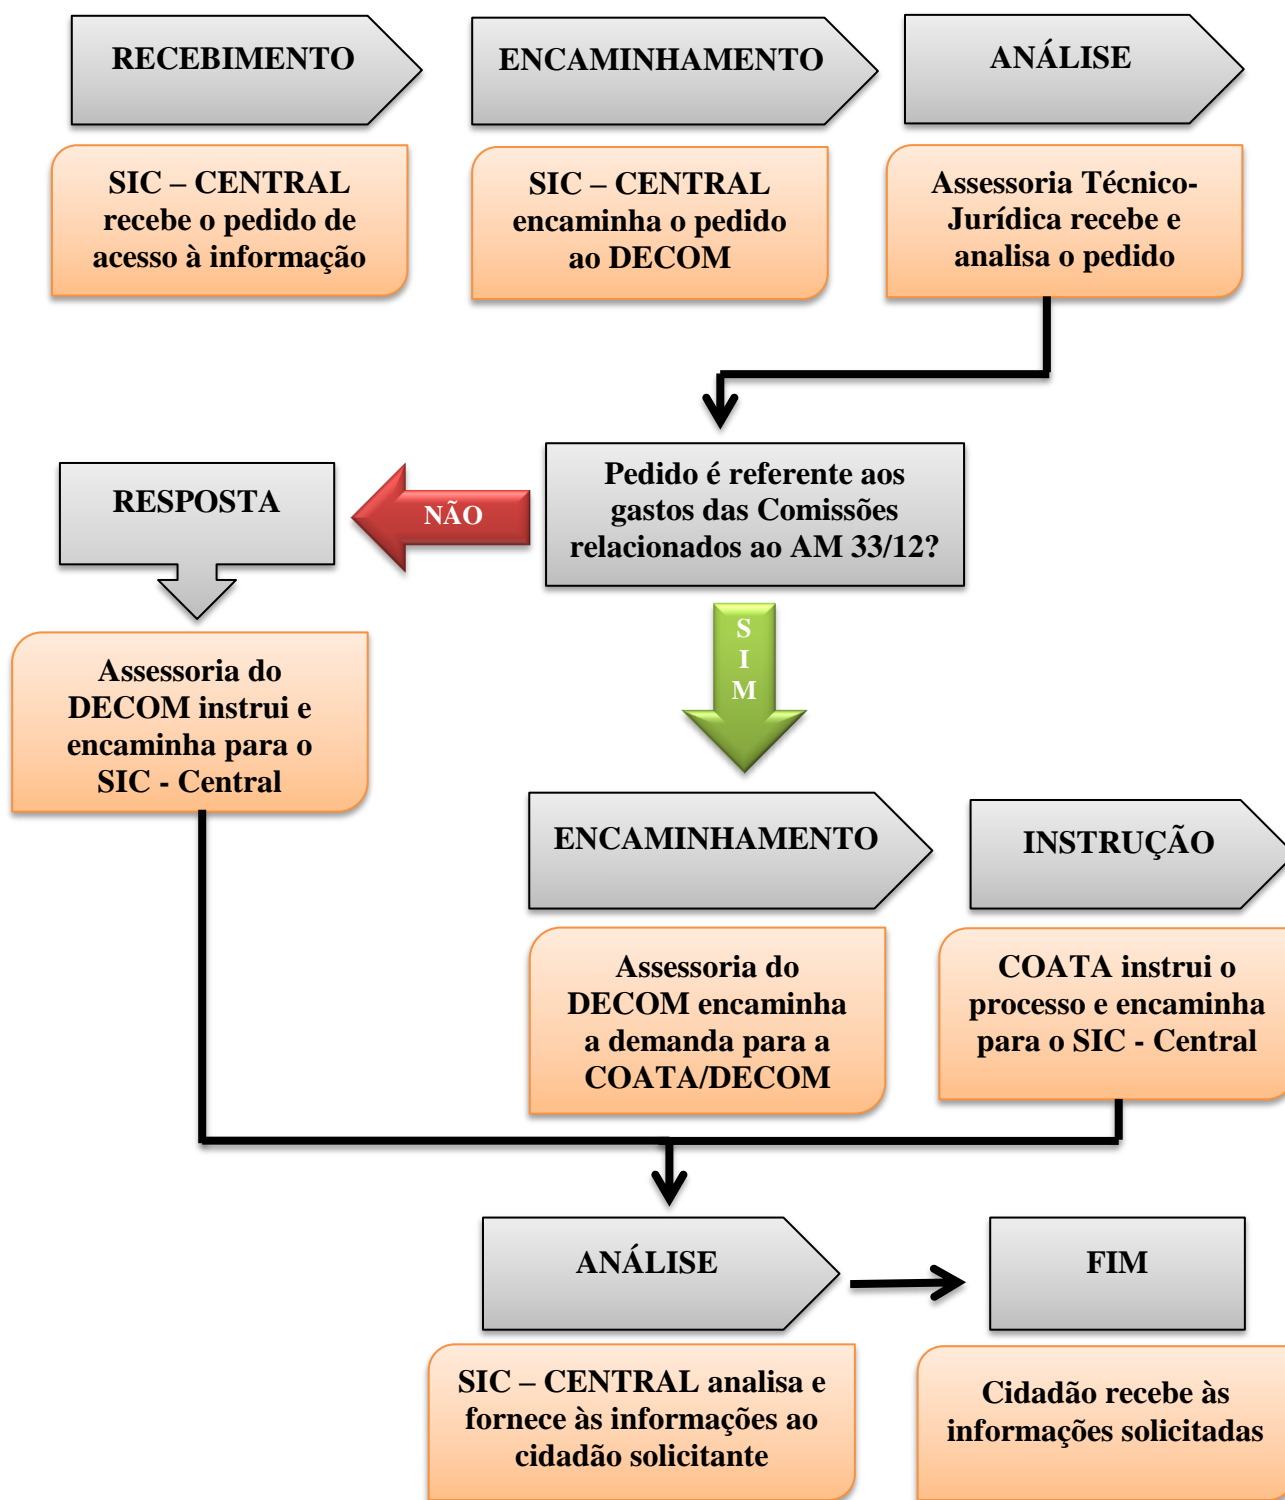 RECEBIMENTO
ENCAMINHAMENTO
ANÁLISE
SIC – CENTRAL
recebe o pedido de
acesso à informação
SIC – CENTRAL
encaminha o pedido
ao DECOM
Assessoria Técnico-
Jurídica recebe e
analisa o pedido
Pedido é referente aos
gastos das Comissões
relacionados ao AM 33/12?
NÃO
RESPOSTA
S
I
M
Assessoria do
DECOM instrui e
encaminha para o
SIC - Central
ENCAMINHAMENTO
INSTRUÇÃO
Assessoria do
DECOM encaminha
a demanda para a
COATA/DECOM
COATA instrui o
processo e encaminha
para o SIC - Central
ANÁLISE
FIM
SIC – CENTRAL analisa e
fornece às informações ao
cidadão solicitante
Cidadão recebe às
informações solicitadas